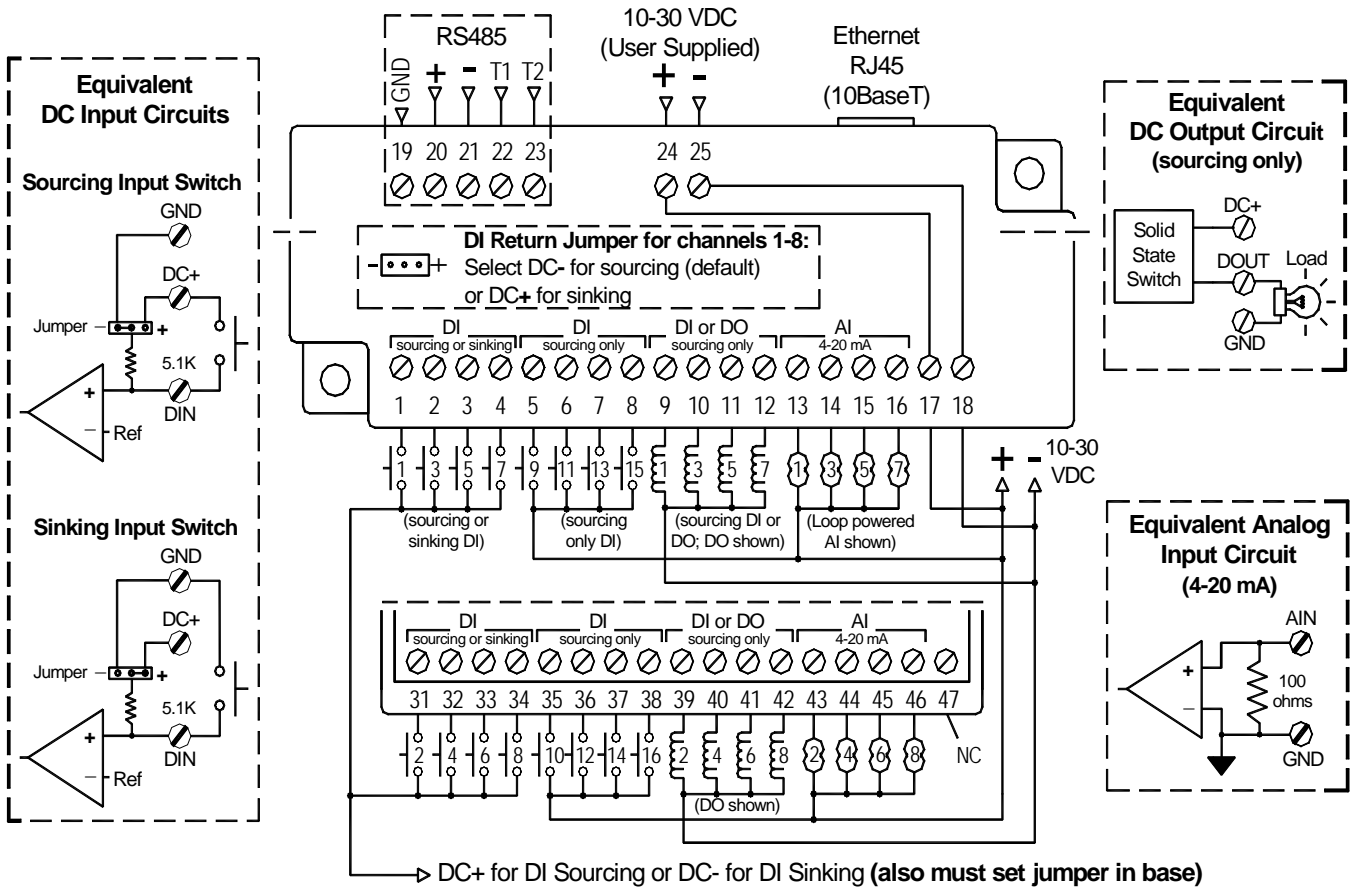 RS485
GND + - T1 T2
19 20 21 22 23
10-30 VDC
(User Supplied)
+ -
24 25
Ethernet
RJ45
(10BaseT)
Equivalent
DC Input Circuits
Sourcing Input Switch
GND
DC+
Jumper - +
5.1K
+
DIN
- Ref
Sinking Input Switch
GND
DC+
Jumper - +
5.1K
+
DIN
- Ref
DI Return Jumper for channels 1-8:
- + Select DC- for sourcing (default)
or DC+ for sinking
DI DI DI or DO AI
sourcing or sinking sourcing only sourcing only 4-20 mA
1 2 3 4 5 6 7 8 9 10 11 12 13 14 15 16 17 18
1 3 5 7 9 11 13 15 1 3 5 7 1 3 5 7
+ - 10-30
VDC
(sourcing or (sourcing (sourcing DI or (Loop powered
sinking DI) only DI) DO; DO shown) AI shown)
DI DI DI or DO AI
sourcing or sinking sourcing only sourcing only 4-20 mA
31 32 33 34 35 36 37 38 39 40 41 42 43 44 45 46 47
2 4 6 8 10 12 14 16 2 4 6 8 2 4 6 8 NC
(DO shown)
DC+ for DI Sourcing or DC- for DI Sinking (also must set jumper in base)
Equivalent
DC Output Circuit
(sourcing only)
Solid
State
Switch
DC+
DOUT
Load
GND
Equivalent Analog
Input Circuit
(4-20 mA)
AIN
+
100
ohms
-
GND